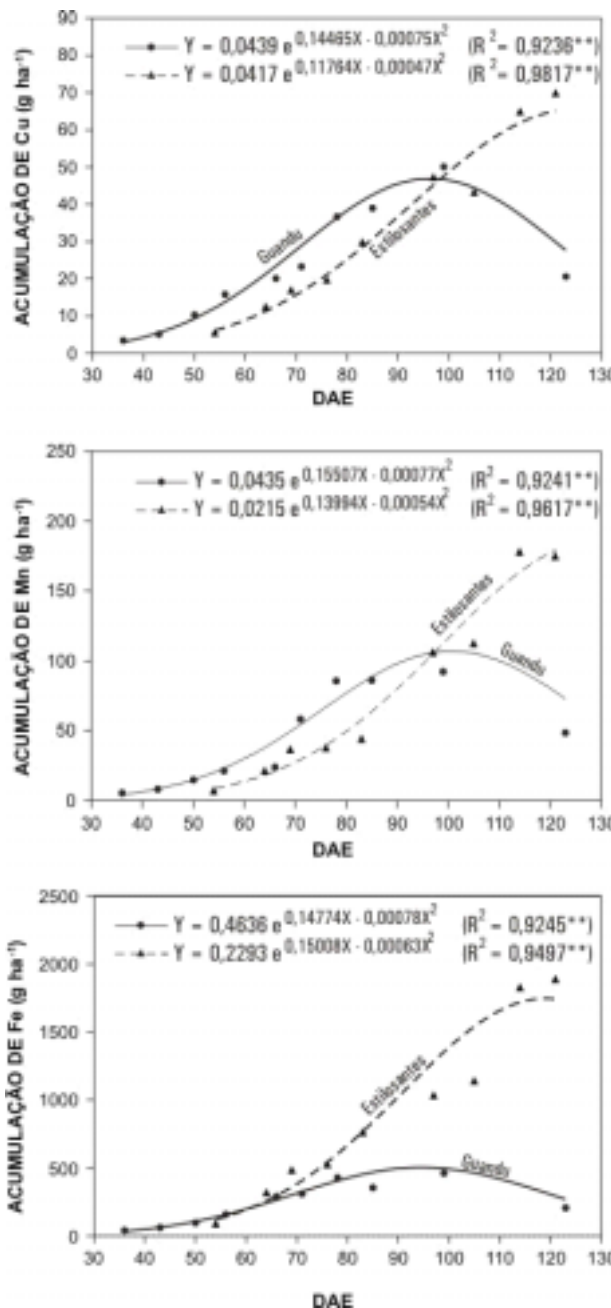 ACUMULAÇÃO DE Cu (g ha⁻¹)
90
80
70
60
50
40
30
20
10
0
Y = 0,0439 e^0,14465X - 0,00075X² (R² = 0,9236**)
Y = 0,0417 e^0,11764X - 0,00047X² (R² = 0,9817**)
Guandu
Estilosantes
30 40 50 60 70 80 90 100 110 120 130
DAE
ACUMULAÇÃO DE Mn (g ha⁻¹)
250
200
150
100
50
0
Y = 0,0435 e^0,15507X - 0,00077X² (R² = 0,9241**)
Y = 0,0215 e^0,13994X - 0,00054X² (R² = 0,9617**)
Estilosantes
Guandu
30 40 50 60 70 80 90 100 110 120 130
DAE
ACUMULAÇÃO DE Fe (g ha⁻¹)
2500
2000
1500
1000
500
0
Y = 0,4636 e^0,14774X - 0,00078X² (R² = 0,9245**)
Y = 0,2293 e^0,15008X - 0,00063X² (R² = 0,9497**)
Estilosantes
Guandu
30 40 50 60 70 80 90 100 110 120 130
DAE